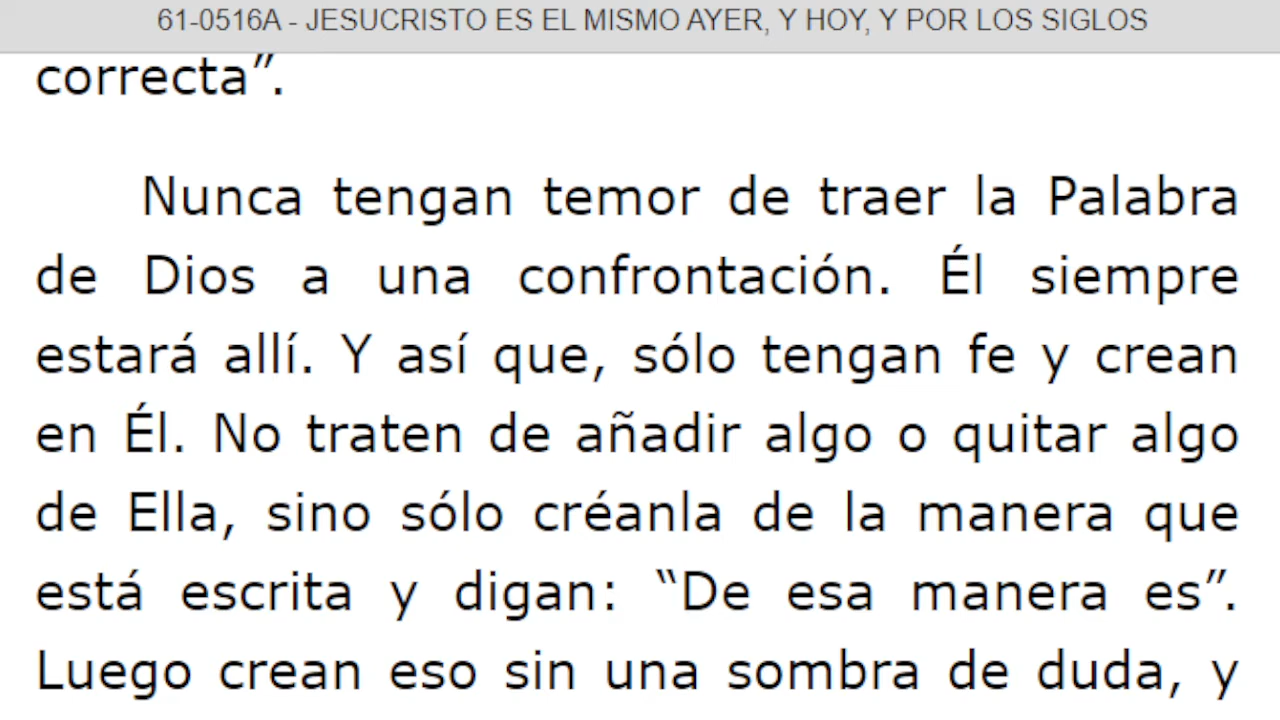 61-0516A - JESUCRISTO ES EL MISMO AYER, Y HOY, Y POR LOS SIGLOS
correcta”.
Nunca tengan temor de traer la Palabra
de Dios a una confrontación. Él siempre
estará allí. Y así que, sólo tengan fe y crean
en Él. No traten de añadir algo o quitar algo
de Ella, sino sólo créanla de la manera que
está escrita y digan: “De esa manera es”.
Luego crean eso sin una sombra de duda, y